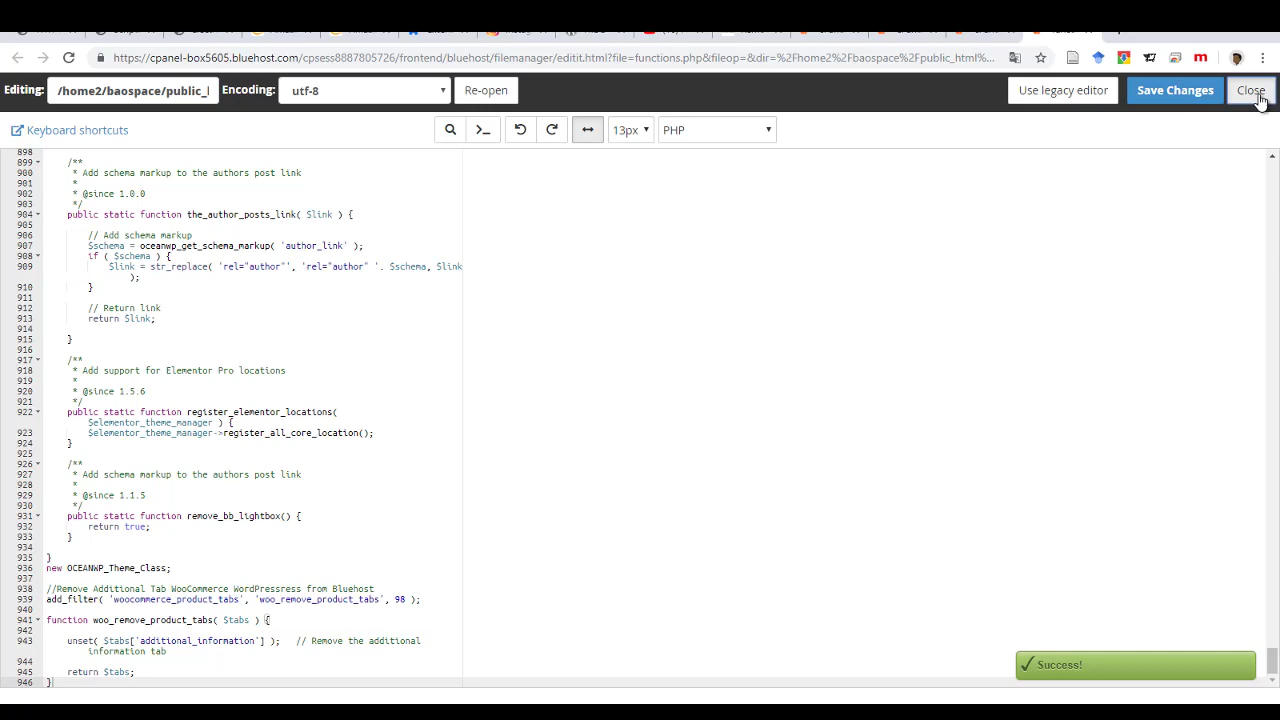 https://cpanel-box5605.bluehost.com/cpsess8887805726/frontend/bluehost/filemanager/editit.html?file=functions.php&fileop=&dir=%2Fhome2%2Fbaospace%2Fpublic_html%...
Editing: /home2/baospace/public_l Encoding: utf-8 Re-open Use legacy editor Save Changes Close
Keyboard shortcuts 13px PHP
898
899 /**
900 * Add schema markup to the authors post link
901 *
902 * @since 1.0.0
903 */
904 public static function the_author_posts_link( $link ) {
905
906 // Add schema markup
907 $schema = oceanwp_get_schema_markup( 'author_link' );
908 if ( $schema ) {
909 $link = str_replace( 'rel="author"', 'rel="author" '. $schema, $link
);
910 }
911
912 // Return link
913 return $link;
914
915 }
916
917 /**
918 * Add support for Elementor Pro locations
919 *
920 * @since 1.5.6
921 */
922 public static function register_elementor_locations(
$elementor_theme_manager ) {
923 $elementor_theme_manager->register_all_core_location();
924 }
925
926 /**
927 * Add schema markup to the authors post link
928 *
929 * @since 1.1.5
930 */
931 public static function remove_bb_lightbox() {
932 return true;
933 }
934
935 }
936 new OCEANWP_Theme_Class;
937
938 //Remove Additional Tab WooCommerce WordPressress from Bluehost
939 add_filter( 'woocommerce_product_tabs', 'woo_remove_product_tabs', 98 );
940
941 function woo_remove_product_tabs( $tabs ) {
942
943 unset( $tabs['additional_information'] ); // Remove the additional
information tab
944
945 return $tabs;
946 }
Success!